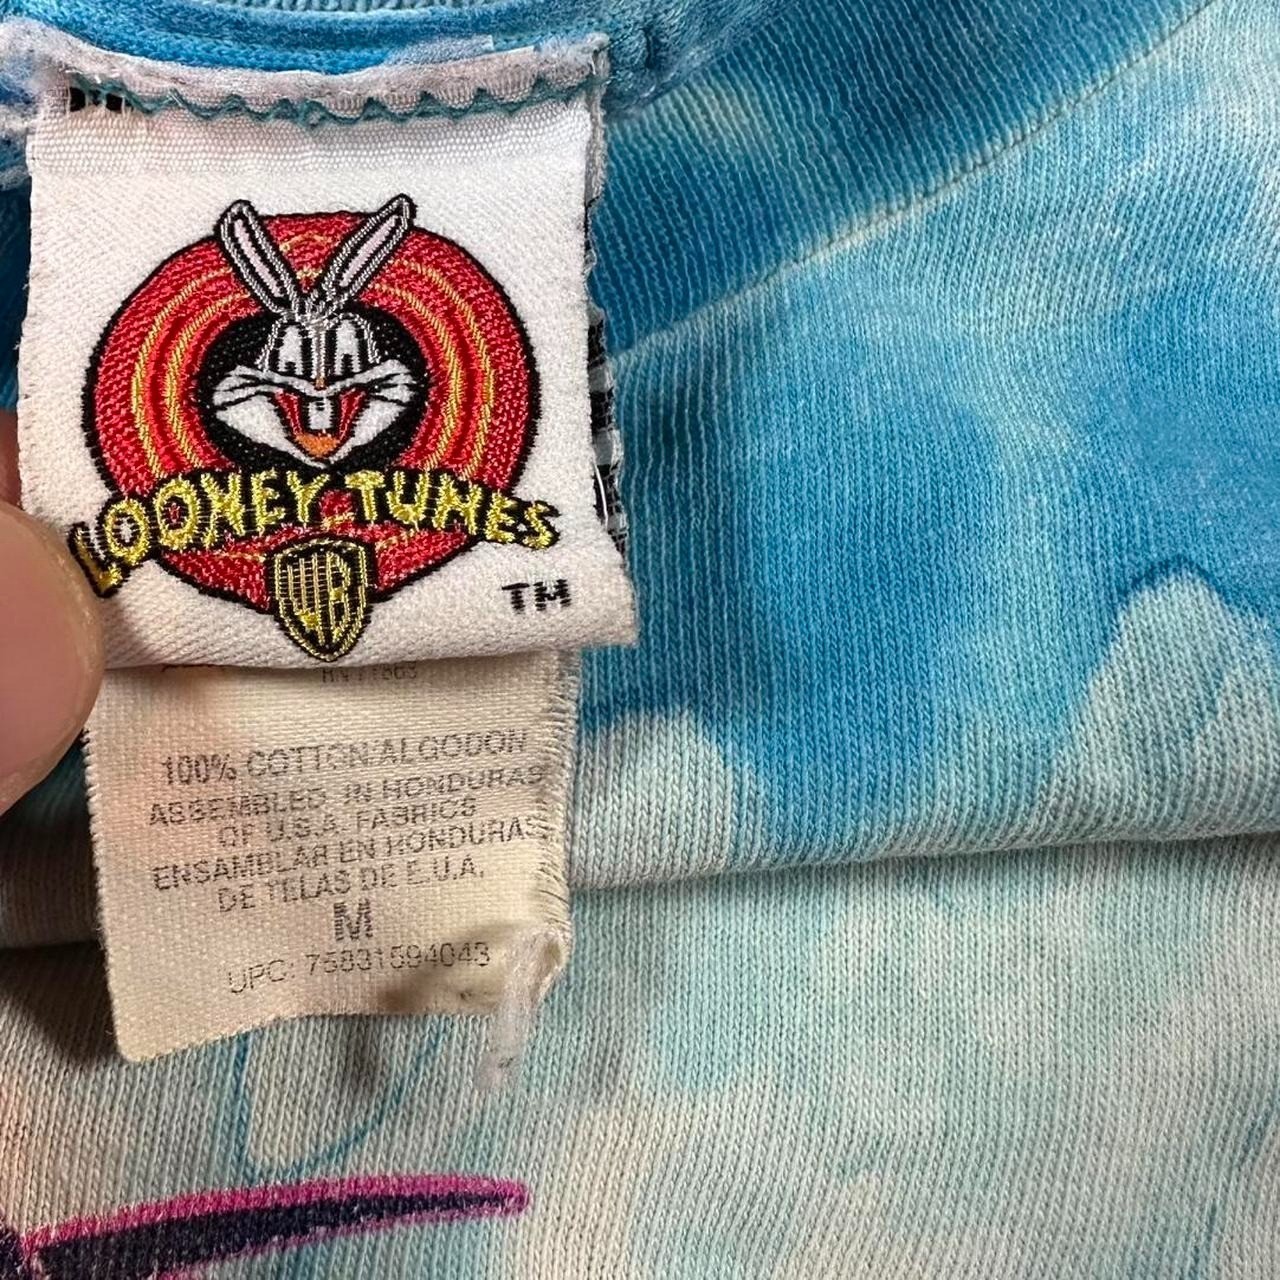 LOONEY TUNES
WB
TM
100% COTTON/ALGODON
ASSEMBLED IN HONDURAS
OF U.S.A. FABRICS
ENSAMBLAR EN HONDURAS
DE TELAS DE E.U.A.
M
UPC: 75831594043